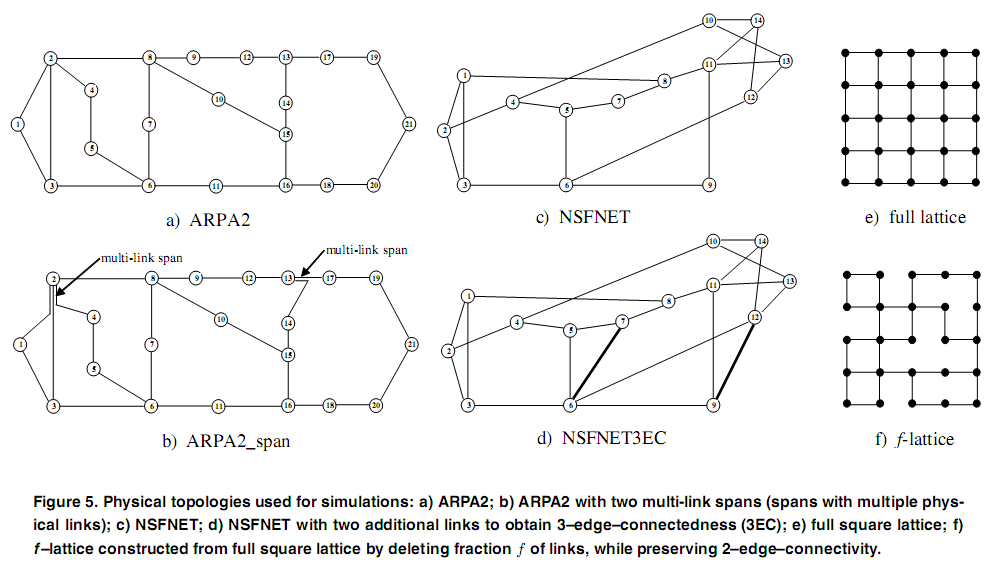 2 8 9 12 13 17 19
4 10 14
1 7 15 21
5
3 6 11 16 18 20
a) ARPA2
10 14
11 13
1 8
4 5 7 12
2
3 6 9
c) NSFNET
e) full lattice
multi-link span
multi-link span
2 8 9 12 13 17 19
4 10 14
1 7 15 21
5
3 6 11 16 18 20
b) ARPA2_span
10 14
11 13
1 8
4 5 7 12
2
3 6 9
d) NSFNET3EC
f) f-lattice
Figure 5. Physical topologies used for simulations: a) ARPA2; b) ARPA2 with two multi-link spans (spans with multiple phys-
ical links); c) NSFNET; d) NSFNET with two additional links to obtain 3–edge–connectedness (3EC); e) full square lattice; f)
f–lattice constructed from full square lattice by deleting fraction f of links, while preserving 2–edge–connectivity.